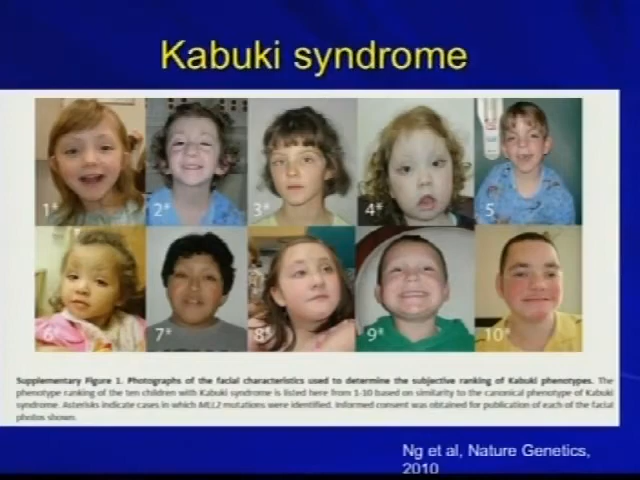 Kabuki syndrome
1* 2* 3* 4* 5
6 7* 8* 9* 10*
Supplementary Figure 1. Photographs of the facial characteristics used to determine the subjective ranking of Kabuki phenotypes. The
phenotype ranking of the ten children with Kabuki syndrome is listed here from 1-10 based on similarity to the canonical phenotype of Kabuki
syndrome. Asterisks indicate cases in which MLL2 mutations were identified. Informed consent was obtained for publication of each of the facial
photos shown.
Ng et al, Nature Genetics,
2010